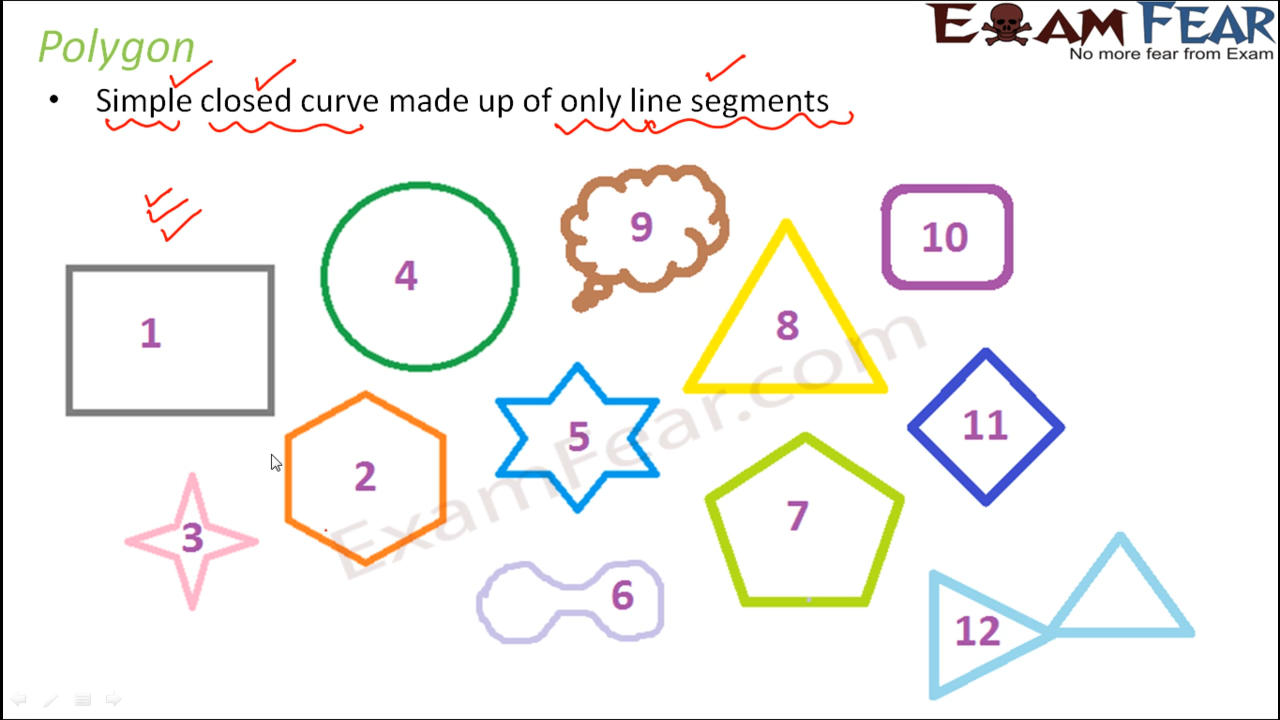 Polygon
EXAM FEAR
No more fear from Exam
• Simple closed curve made up of only line segments
9
10
4
8
1
5
11
2
7
3
6
12
ExamFear.com